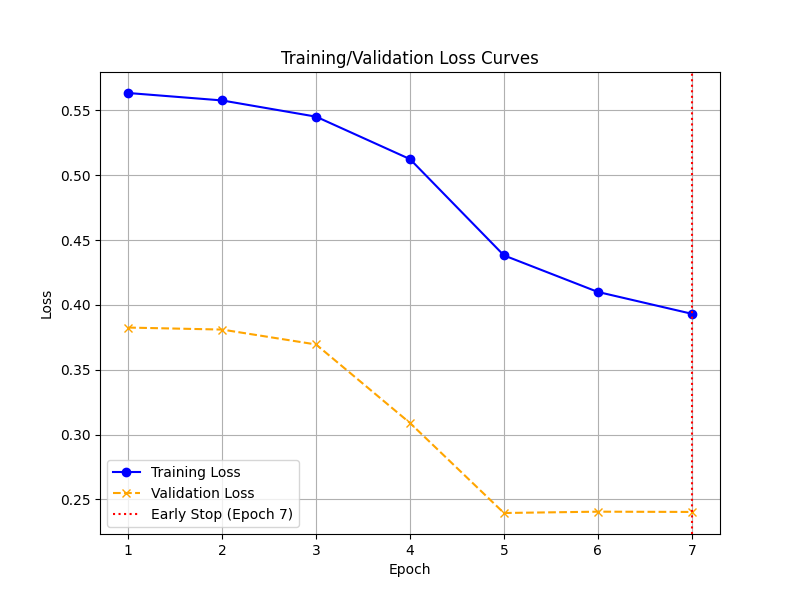 Training/Validation Loss Curves
0.55
0.50
0.45
0.40
0.35
0.30
0.25
Loss
Training Loss
Validation Loss
Early Stop (Epoch 7)
1 2 3 4 5 6 7
Epoch